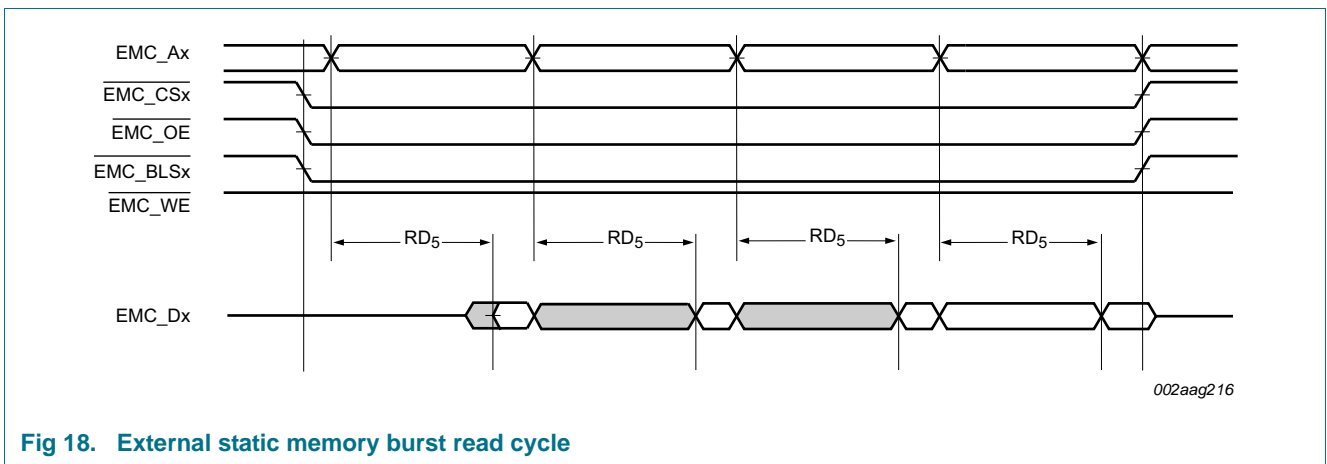 EMC_Ax
EMC_CSx
EMC_OE
EMC_BLSx
EMC_WE
RD5 RD5 RD5 RD5
EMC_Dx
002aag216
Fig 18. External static memory burst read cycle